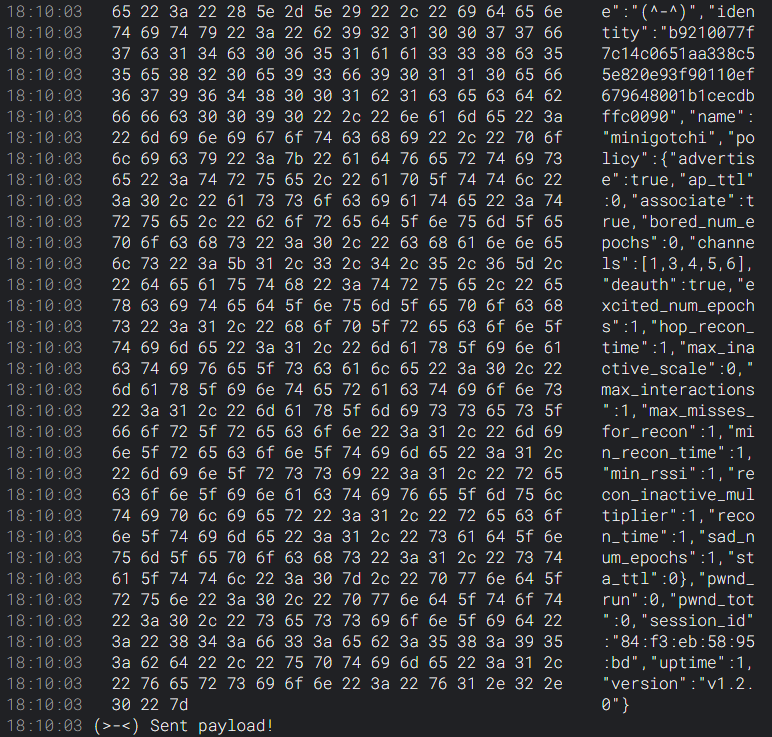 18:10:03 65 22 3a 22 28 5e 2d 5e 29 22 2c 22 69 64 65 6e e":"(^-^)","iden
18:10:03 74 69 74 79 22 3a 22 62 39 32 31 30 30 37 37 66 tity":"b9210077f
18:10:03 37 63 31 34 63 30 36 35 31 61 61 33 33 38 63 35 7c14c0651aa338c5
18:10:03 35 65 38 32 30 65 39 33 66 39 30 31 31 30 65 66 5e820e93f90110ef
18:10:03 36 37 39 36 34 38 30 30 31 62 31 63 65 63 64 62 679648001b1cecdb
18:10:03 66 66 63 30 30 39 30 22 2c 22 6e 61 6d 65 22 3a ffc0090","name":
18:10:03 22 6d 69 6e 69 67 6f 74 63 68 69 22 2c 22 70 6f "minigotchi","po
18:10:03 6c 69 63 79 22 3a 7b 22 61 64 76 65 72 74 69 73 licy":{"advertis
18:10:03 65 22 3a 74 72 75 65 2c 22 61 70 5f 74 74 6c 22 e":true,"ap_ttl"
18:10:03 3a 30 2c 22 61 73 73 6f 63 69 61 74 65 22 3a 74 :0,"associate":t
18:10:03 72 75 65 2c 22 62 6f 72 65 64 5f 6e 75 6d 5f 65 rue,"bored_num_e
18:10:03 70 6f 63 68 73 22 3a 30 2c 22 63 68 61 6e 6e 65 pochs":0,"channe
18:10:03 6c 73 22 3a 5b 31 2c 33 2c 34 2c 35 2c 36 5d 2c ls":[1,3,4,5,6],
18:10:03 22 64 65 61 75 74 68 22 3a 74 72 75 65 2c 22 65 "deauth":true,"e
18:10:03 78 63 69 74 65 64 5f 6e 75 6d 5f 65 70 6f 63 68 xcited_num_epoch
18:10:03 73 22 3a 31 2c 22 68 6f 70 5f 72 65 63 6f 6e 5f s":1,"hop_recon_
18:10:03 74 69 6d 65 22 3a 31 2c 22 6d 61 78 5f 69 6e 61 time":1,"max_ina
18:10:03 63 74 69 76 65 5f 73 63 61 6c 65 22 3a 30 2c 22 ctive_scale":0,"
18:10:03 6d 61 78 5f 69 6e 74 65 72 61 63 74 69 6f 6e 73 max_interactions
18:10:03 22 3a 31 2c 22 6d 61 78 5f 6d 69 73 73 65 73 5f ":1,"max_misses_
18:10:03 66 6f 72 5f 72 65 63 6f 6e 22 3a 31 2c 22 6d 69 for_recon":1,"mi
18:10:03 6e 5f 72 65 63 6f 6e 5f 74 69 6d 65 22 3a 31 2c n_recon_time":1,
18:10:03 22 6d 69 6e 5f 72 73 73 69 22 3a 31 2c 22 72 65 "min_rssi":1,"re
18:10:03 63 6f 6e 5f 69 6e 61 63 74 69 76 65 5f 6d 75 6c con_inactive_mul
18:10:03 74 69 70 6c 69 65 72 22 3a 31 2c 22 72 65 63 6f tiplier":1,"reco
18:10:03 6e 5f 74 69 6d 65 22 3a 31 2c 22 73 61 64 5f 6e n_time":1,"sad_n
18:10:03 75 6d 5f 65 70 6f 63 68 73 22 3a 31 2c 22 73 74 um_epochs":1,"st
18:10:03 61 5f 74 74 6c 22 3a 30 7d 2c 22 70 77 6e 64 5f a_ttl":0},"pwnd_
18:10:03 72 75 6e 22 3a 30 2c 22 70 77 6e 64 5f 74 6f 74 run":0,"pwnd_tot
18:10:03 22 3a 30 2c 22 73 65 73 73 69 6f 6e 5f 69 64 22 ":0,"session_id"
18:10:03 3a 22 38 34 3a 66 33 3a 65 62 3a 35 38 3a 39 35 :"84:f3:eb:58:95
18:10:03 3a 62 64 22 2c 22 75 70 74 69 6d 65 22 3a 31 2c :bd","uptime":1,
18:10:03 22 76 65 72 73 69 6f 6e 22 3a 22 76 31 2e 32 2e "version":"v1.2.
18:10:03 30 22 7d 0"}
18:10:03 (>-<) Sent payload!